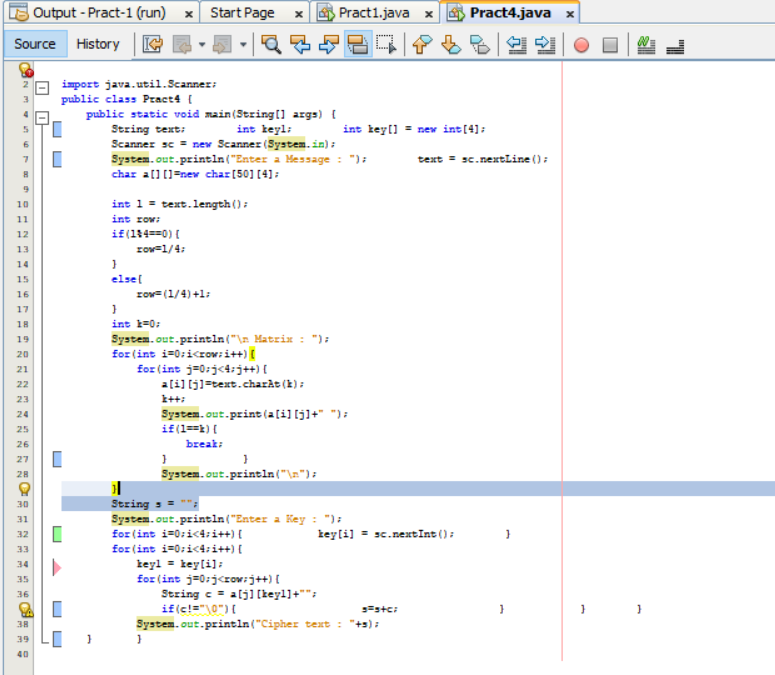 Output - Pract-1 (run) x Start Page x Pract1.java x Pract4.java x
Source History
2 import java.util.Scanner;
3 public class Pract4 {
4 public static void main(String[] args) {
5 String text; int key1; int key[] = new int[4];
6 Scanner sc = new Scanner(System.in);
7 System.out.println("Enter a Message : "); text = sc.nextLine();
8 char a[][]=new char[50][4];
9
10 int l = text.length();
11 int row;
12 if(l%4==0){
13 row=l/4;
14 }
15 else{
16 row=(l/4)+1;
17 }
18 int k=0;
19 System.out.println("\n Matrix : ");
20 for(int i=0;i<row;i++){
21 for(int j=0;j<4;j++){
22 a[i][j]=text.charAt(k);
23 k++;
24 System.out.print(a[i][j]+" ");
25 if(l==k){
26 break;
27 } }
28 System.out.println("\n");
}
30 String s = "";
31 System.out.println("Enter a Key : ");
32 for(int i=0;i<4;i++){ key[i] = sc.nextInt(); }
33 for(int i=0;i<4;i++){
34 key1 = key[i];
35 for(int j=0;j<row;j++){
36 String c = a[j][key1]+"";
if(c!="\0"){ s=s+c; } } }
38 System.out.println("Cipher text : "+s);
39 } }
40